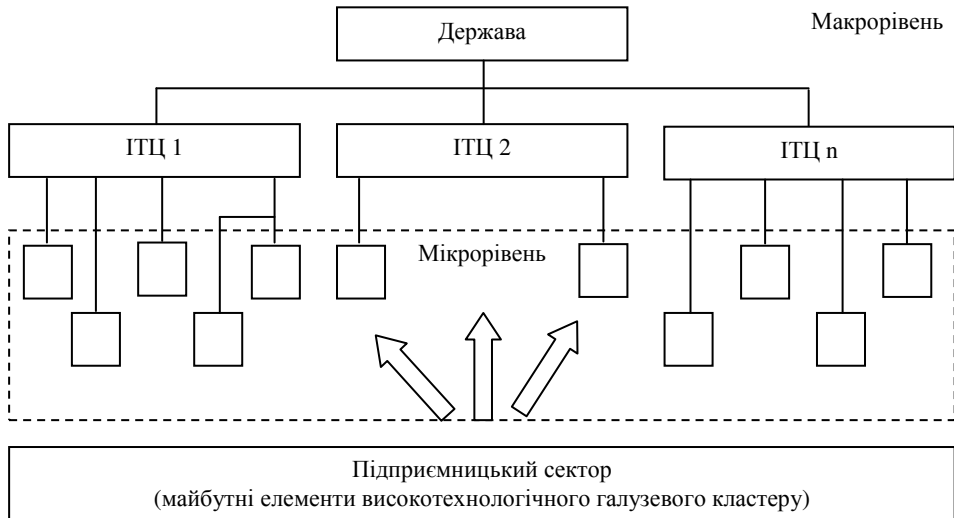 Держава
Макрорівень
ІТЦ 1
ІТЦ 2
ІТЦ n
Мікрорівень
Підприємницький сектор
(майбутні елементи високотехнологічного галузевого кластеру)